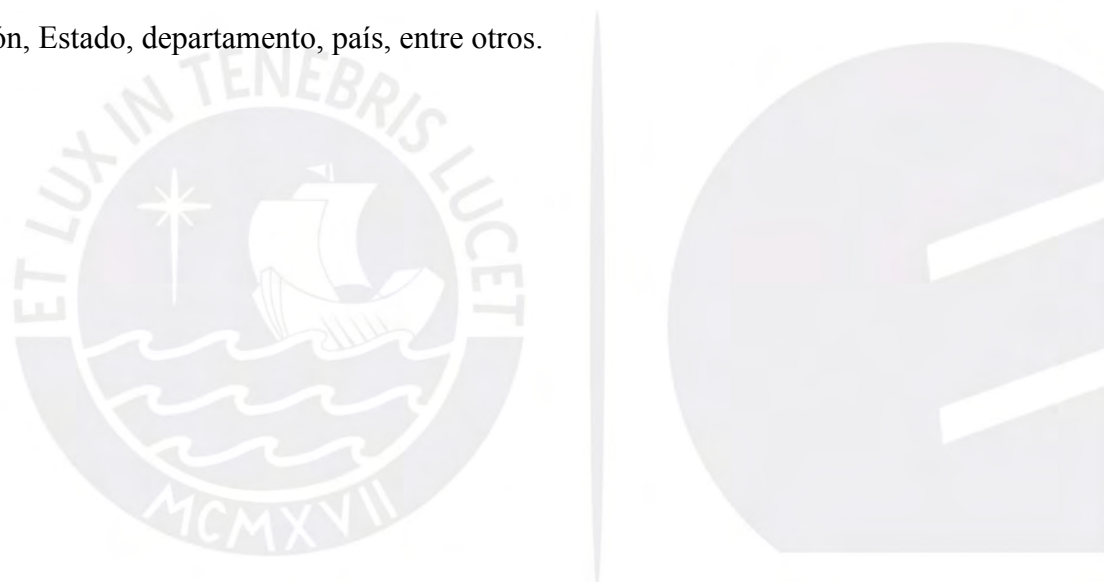 ón, Estado, departamento, país, entre otros.
ET LUX IN TENEBRIS LUCET
MCMXVII